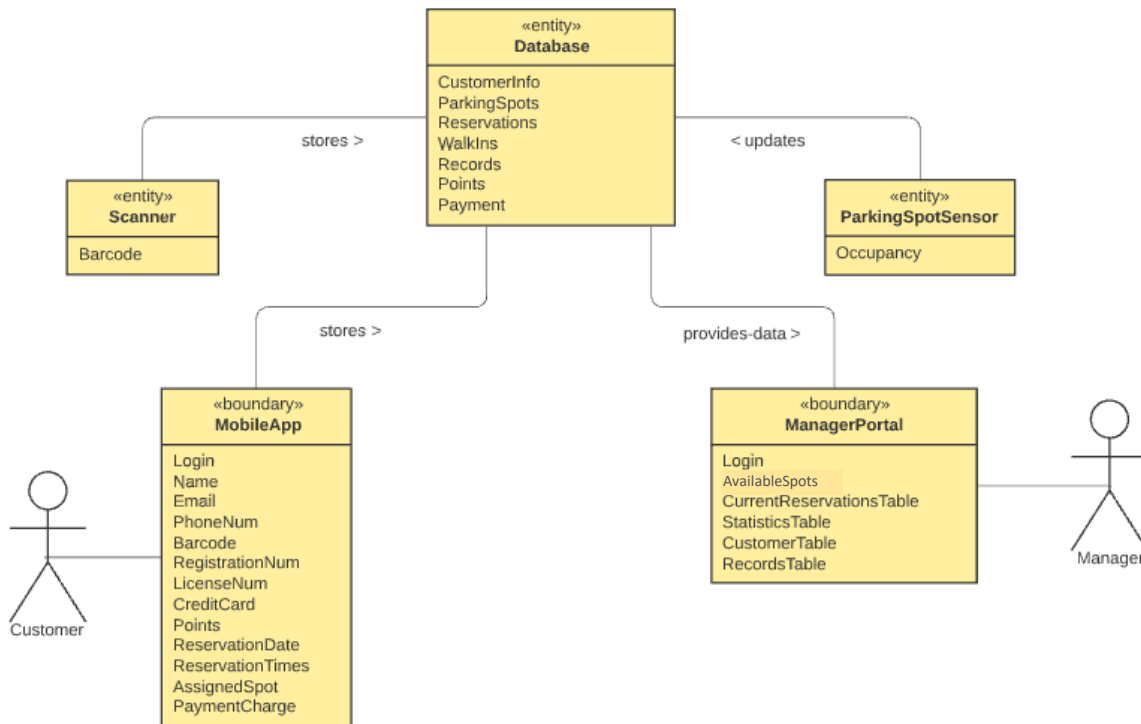 «entity»
Database
CustomerInfo
ParkingSpots
Reservations
WalkIns
Records
Points
Payment
stores >
< updates
«entity»
Scanner
Barcode
«entity»
ParkingSpotSensor
Occupancy
stores >
provides-data >
«boundary»
MobileApp
Login
Name
Email
PhoneNum
Barcode
RegistrationNum
LicenseNum
CreditCard
Points
ReservationDate
ReservationTimes
AssignedSpot
PaymentCharge
«boundary»
ManagerPortal
Login
AvailableSpots
CurrentReservationsTable
StatisticsTable
CustomerTable
RecordsTable
Customer
Manager